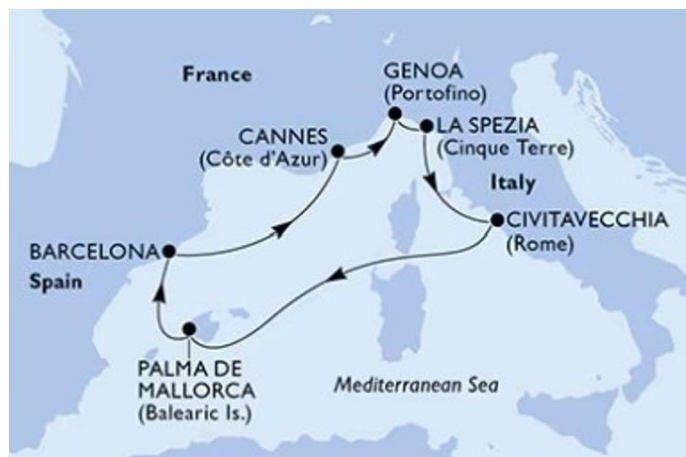 France
GENOA
(Portofino)
CANNES
(Côte d'Azur)
LA SPEZIA
(Cinque Terre)
Italy
CIVITAVECCHIA
(Rome)
BARCELONA
Spain
PALMA DE
MALLORCA
(Balearic Is.)
Mediterranean Sea